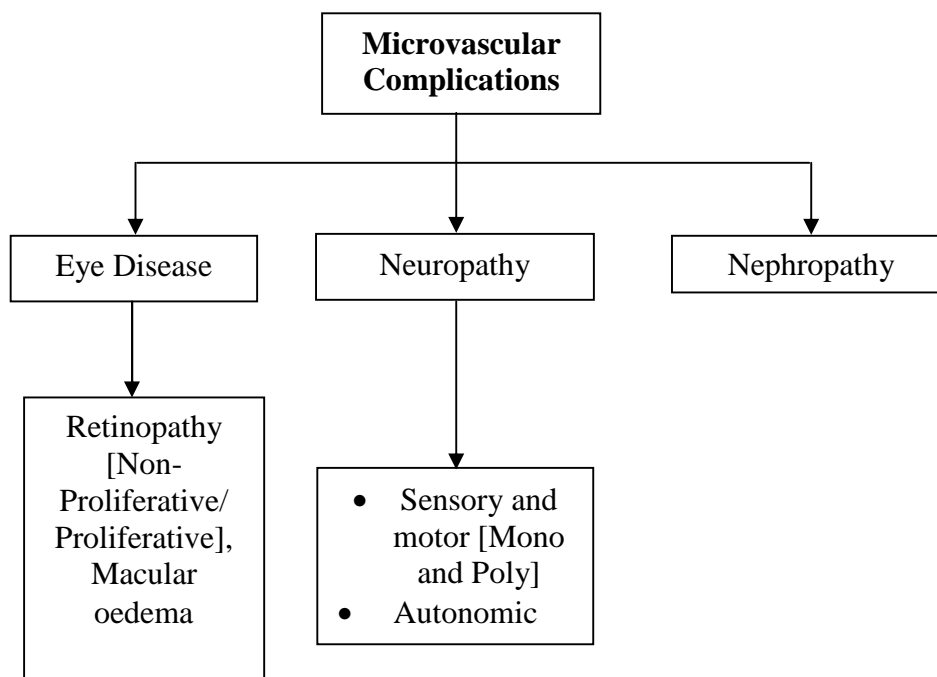 Microvascular
Complications
Eye Disease
Neuropathy
Nephropathy
Retinopathy
[Non-
Proliferative/
Proliferative],
Macular
oedema
• Sensory and
motor [Mono
and Poly]
• Autonomic